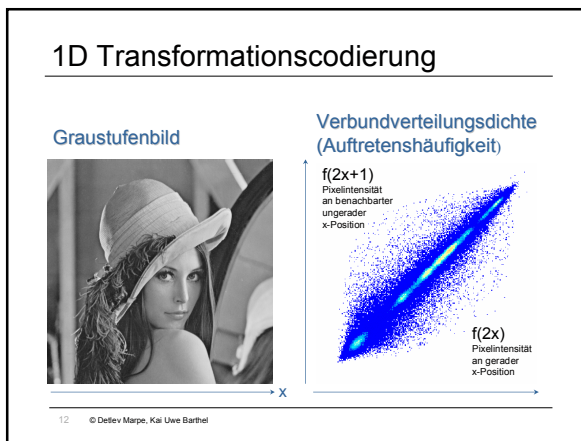 1D Transformationscodierung
Graustufenbild
Verbundverteilungsdichte
(Auftretenshäufigkeit)
f(2x+1)
Pixelintensität
an benachbarter
ungerader
x-Position
f(2x)
Pixelintensität
an gerader
x-Position
x
12 © Detlev Marpe, Kai Uwe Barthel